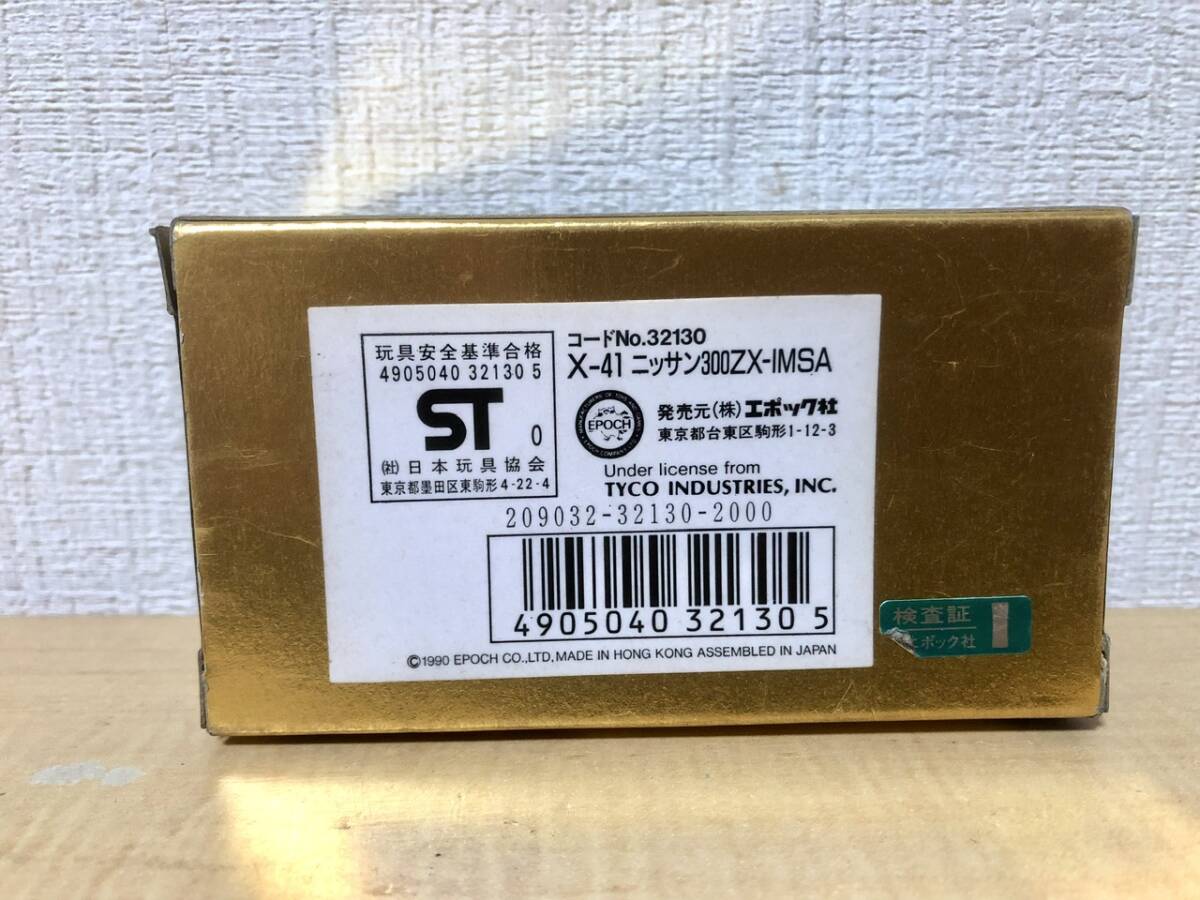 玩具安全基準合格
4905040 32130 5
ST 0
(社)日本玩具協会
東京都墨田区東駒形4-22-4
コードNo.32130
X-41 ニッサン300ZX-IMSA
EPOCH
発売元(株)エポック社
東京都台東区駒形1-12-3
Under license from
TYCO INDUSTRIES, INC.
209032-32130-2000
4905040 32130 5
©1990 EPOCH CO.,LTD, MADE IN HONG KONG ASSEMBLED IN JAPAN
検査証
エポック社